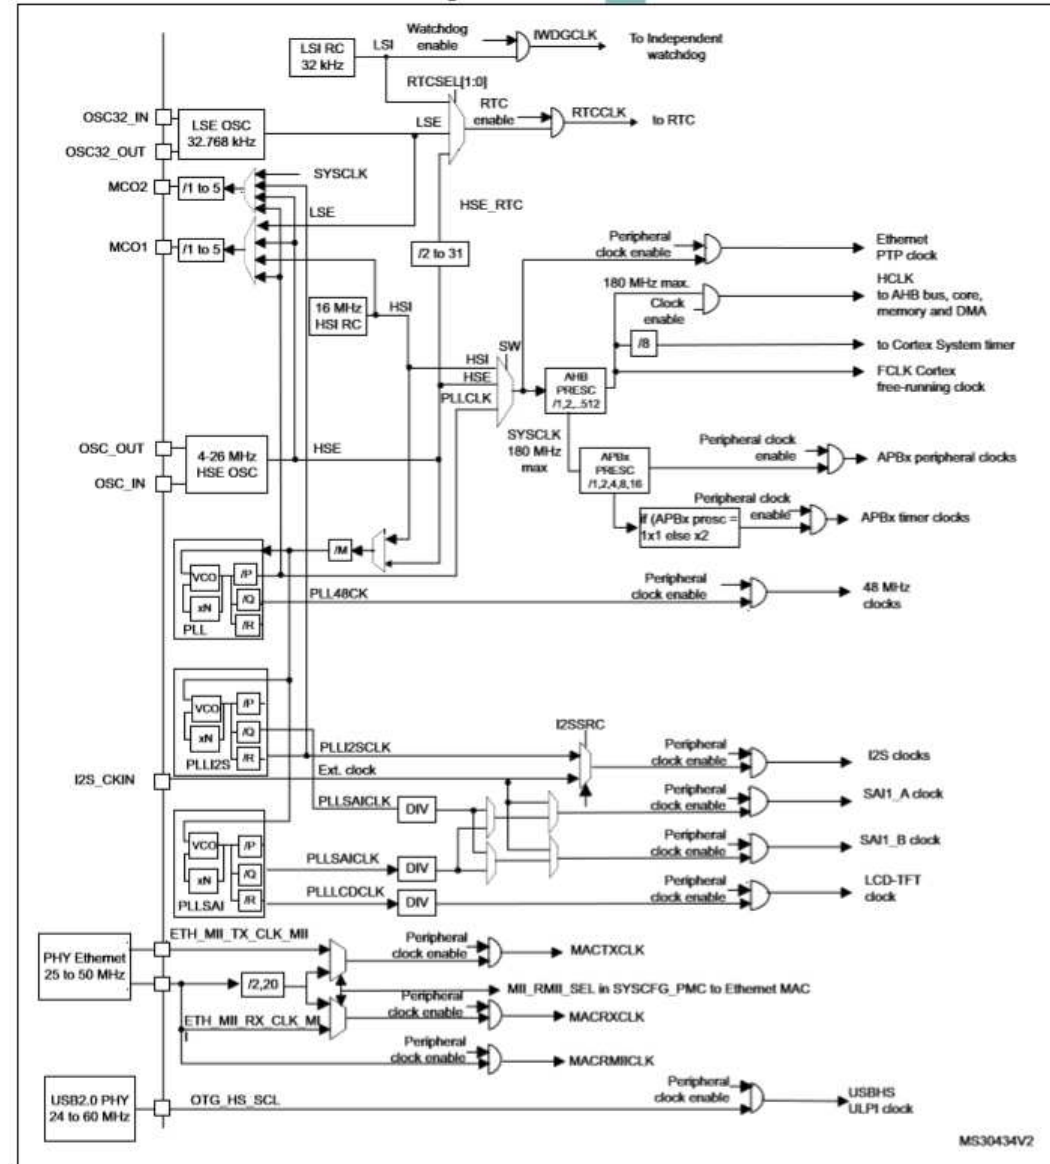 LSI RC
32 kHz
LSI
Watchdog
enable
IWDGCLK
To Independent
watchdog
RTCSEL[1:0]
OSC32_IN
OSC32_OUT
LSE OSC
32.768 kHz
LSE
RTC
enable
RTCCLK
to RTC
MCO2
/1 to 5
SYSCLK
LSE
HSE_RTC
MCO1
/1 to 5
/2 to 31
Peripheral
clock enable
Ethernet
PTP clock
16 MHz
HSI RC
HSI
180 MHz max.
Clock
enable
HCLK
to AHB bus, core,
memory and DMA
/8
to Cortex System timer
SW
HSI
HSE
PLLCLK
AHB
PRESC
/1,2,..512
FCLK Cortex
free-running clock
SYSCLK
180 MHz
max
OSC_OUT
OSC_IN
4-26 MHz
HSE OSC
HSE
APBx
PRESC
/1,2,4,8,16
Peripheral clock
enable
APBx peripheral clocks
if (APBx presc =
1x1 else x2
Peripheral clock
enable
APBx timer clocks
/M
VCO
xN
/P
/Q
/R
PLL
PLL48CK
Peripheral
clock enable
48 MHz
clocks
VCO
xN
/P
/Q
/R
PLLI2S
PLLI2SCLK
I2SSRC
Peripheral
clock enable
I2S clocks
I2S_CKIN
Ext. clock
PLLSAICLK
DIV
Peripheral
clock enable
SAI1_A clock
VCO
xN
/P
/Q
/R
PLLSAI
PLLSAICLK
DIV
Peripheral
clock enable
SAI1_B clock
PLLLCDCLK
DIV
Peripheral
clock enable
LCD-TFT
clock
PHY Ethernet
25 to 50 MHz
ETH_MII_TX_CLK_MII
Peripheral
clock enable
MACTXCLK
/2,20
MII_RMII_SEL in SYSCFG_PMC to Ethernet MAC
ETH_MII_RX_CLK_MI
I
Peripheral
clock enable
MACRXCLK
Peripheral
clock enable
MACRMIICLK
USB2.0 PHY
24 to 60 MHz
OTG_HS_SCL
Peripheral
clock enable
USBHS
ULPI clock
MS30434V2